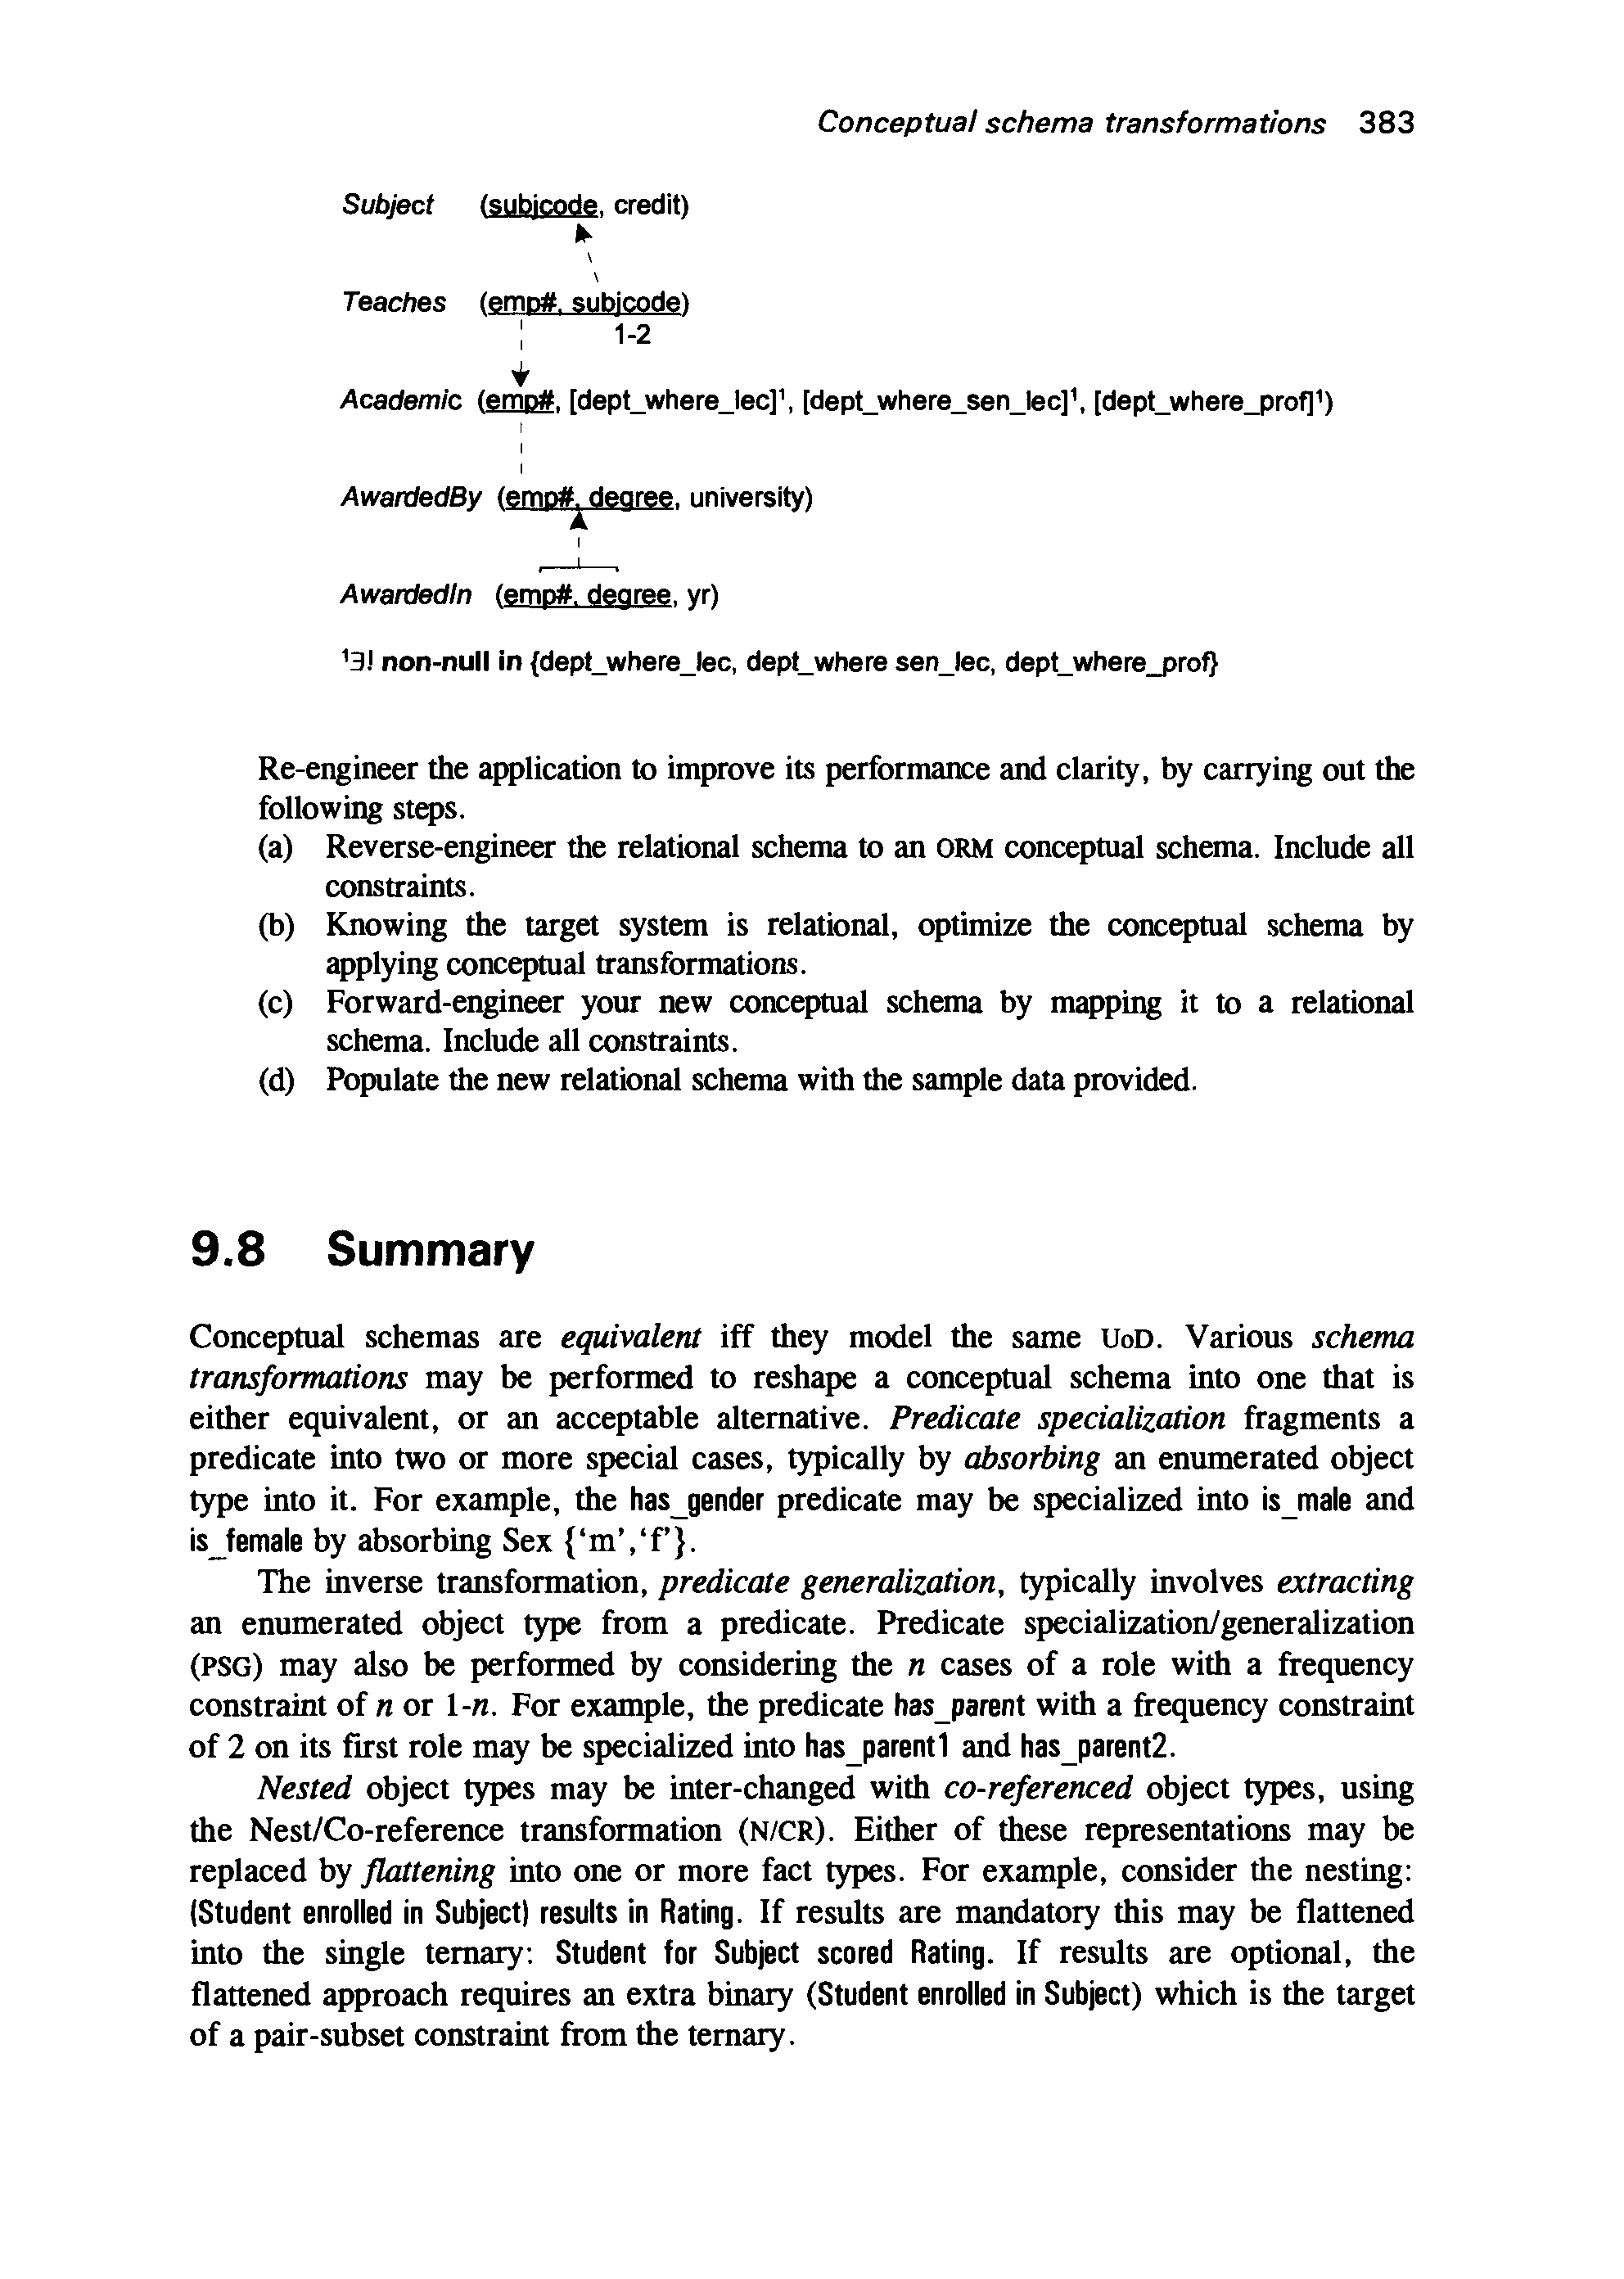 Conceptual schema transformations 383
Subject (subjcode, credit)
Teaches (emp#, subjcode)
1-2
Academic (emp#, [dept_where_lec]¹, [dept_where_sen_lec]¹, [dept_where_prof]¹)
AwardedBy (emp#, degree, university)
AwardedIn (emp#, degree, yr)
¹∃! non-null in {dept_where_lec, dept_where sen_lec, dept_where_prof}
Re-engineer the application to improve its performance and clarity, by carrying out the
following steps.
(a) Reverse-engineer the relational schema to an ORM conceptual schema. Include all
constraints.
(b) Knowing the target system is relational, optimize the conceptual schema by
applying conceptual transformations.
(c) Forward-engineer your new conceptual schema by mapping it to a relational
schema. Include all constraints.
(d) Populate the new relational schema with the sample data provided.
9.8 Summary
Conceptual schemas are equivalent iff they model the same UoD. Various schema
transformations may be performed to reshape a conceptual schema into one that is
either equivalent, or an acceptable alternative. Predicate specialization fragments a
predicate into two or more special cases, typically by absorbing an enumerated object
type into it. For example, the has_gender predicate may be specialized into is_male and
is_female by absorbing Sex {‘m’,‘f’}.
The inverse transformation, predicate generalization, typically involves extracting
an enumerated object type from a predicate. Predicate specialization/generalization
(PSG) may also be performed by considering the n cases of a role with a frequency
constraint of n or 1-n. For example, the predicate has_parent with a frequency constraint
of 2 on its first role may be specialized into has_parent1 and has_parent2.
Nested object types may be inter-changed with co-referenced object types, using
the Nest/Co-reference transformation (N/CR). Either of these representations may be
replaced by flattening into one or more fact types. For example, consider the nesting:
(Student enrolled in Subject) results in Rating. If results are mandatory this may be flattened
into the single ternary: Student for Subject scored Rating. If results are optional, the
flattened approach requires an extra binary (Student enrolled in Subject) which is the target
of a pair-subset constraint from the ternary.